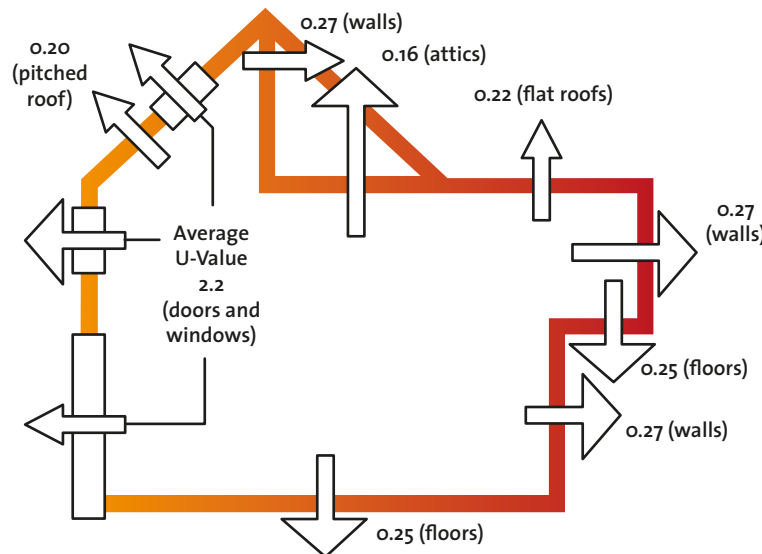 0.27 (walls)
0.20
(pitched
roof)
0.16 (attics)
0.22 (flat roofs)
0.27
(walls)
Average
U-Value
2.2
(doors and
windows)
0.25 (floors)
0.27 (walls)
0.25 (floors)